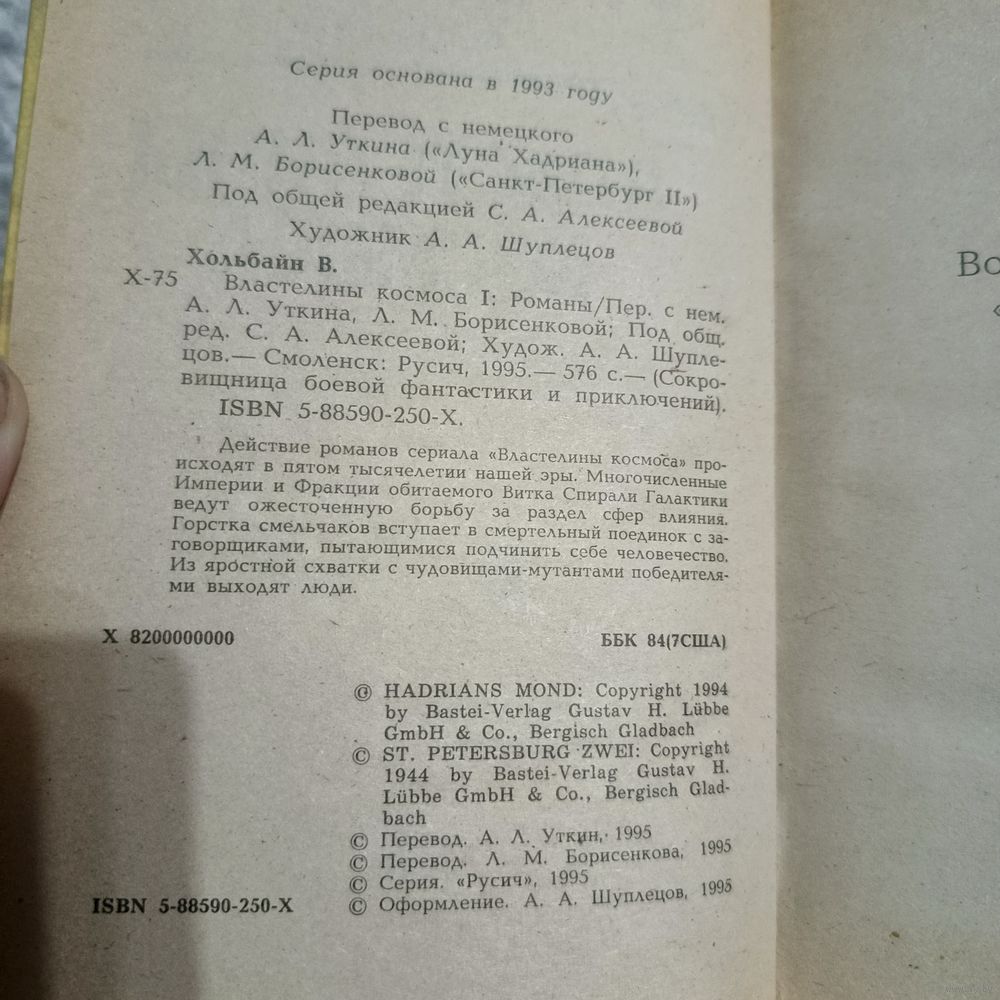 Серия основана в 1993 году
Перевод с немецкого
А. Л. Уткина («Луна Хадриана»),
Л. М. Борисенковой («Санкт-Петербург II»)
Под общей редакцией С. А. Алексеевой
Художник А. А. Шуплецов
Хольбайн В.
Х-75 Властелины космоса I: Романы/Пер. с нем.
А. Л. Уткина, Л. М. Борисенковой; Под общ.
ред. С. А. Алексеевой; Худож. А. А. Шупле-
цов.— Смоленск: Русич, 1995.— 576 с.— (Сокро-
вищница боевой фантастики и приключений).
ISBN 5-88590-250-X.
Действие романов сериала «Властелины космоса» про-
исходят в пятом тысячелетии нашей эры. Многочисленные
Империи и Фракции обитаемого Витка Спирали Галактики
ведут ожесточенную борьбу за раздел сфер влияния.
Горстка смельчаков вступает в смертельный поединок с за-
говорщиками, пытающимися подчинить себе человечество.
Из яростной схватки с чудовищами-мутантами победителя-
ми выходят люди.
Х 8200000000 ББК 84(7США)
© HADRIANS MOND: Copyright 1994
by Bastei-Verlag Gustav H. Lübbe
GmbH & Co., Bergisch Gladbach
© ST. PETERSBURG ZWEI: Copyright
1944 by Bastei-Verlag Gustav H.
Lübbe GmbH & Co., Bergisch Glad-
bach
© Перевод. А. Л. Уткин, 1995
© Перевод. Л. М. Борисенкова, 1995
© Серия. «Русич», 1995
ISBN 5-88590-250-X © Оформление. А. А. Шуплецов, 1995
Во
«